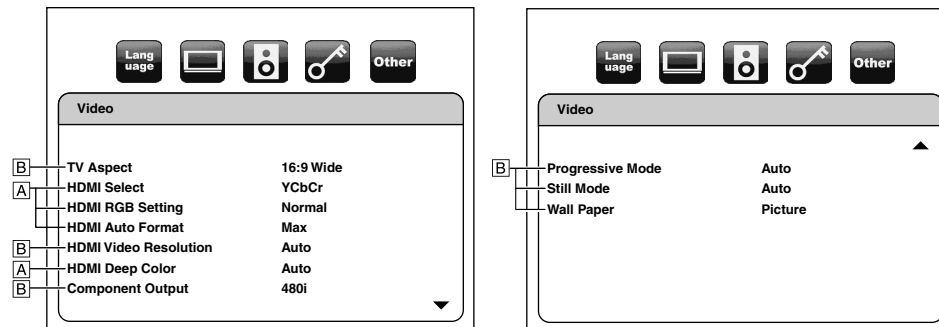 Lang
uage
Other
Video
B TV Aspect 16:9 Wide
A HDMI Select YCbCr
HDMI RGB Setting Normal
HDMI Auto Format Max
B HDMI Video Resolution Auto
A HDMI Deep Color Auto
B Component Output 480i
Lang
uage
Other
Video
B Progressive Mode Auto
Still Mode Auto
Wall Paper Picture